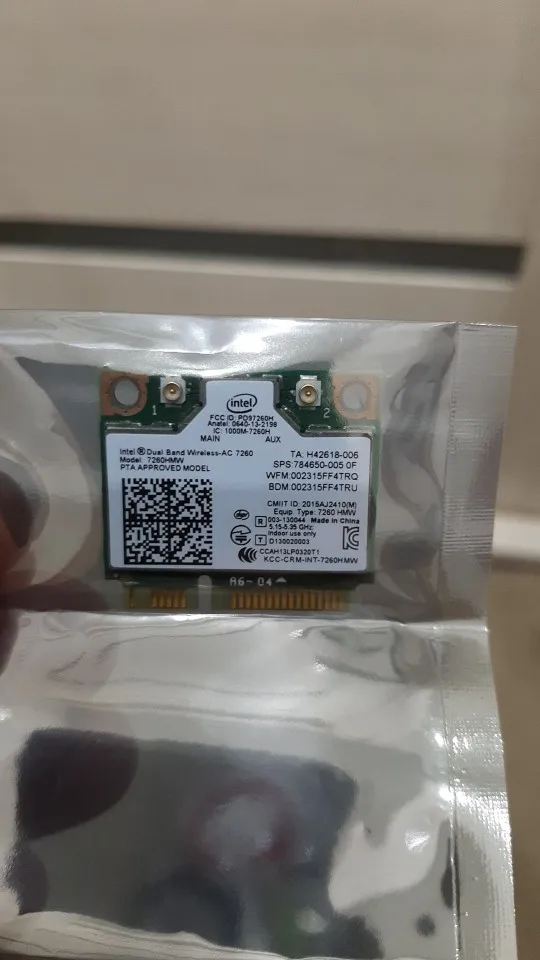 1
2
intel
FCC ID: PD97260H
Anatel: 0640-13-2198
IC: 1000M-7260H
MAIN AUX
Intel® Dual Band Wireless-AC 7260
Model: 7260HMW
PTA APPROVED MODEL
TA: H42618-006
SPS:784650-005 0F
WFM:002315FF4TRQ
BDM:002315FF4TRU
CMIIT ID: 2015AJ2410(M)
Equip. Type: 7260 HMW
R 003-130044 Made in China
5.15-5.35 GHz:
Indoor use only
T D130020003
CCAH13LP0320T1
KCC-CRM-INT-7260HMW
A6-04